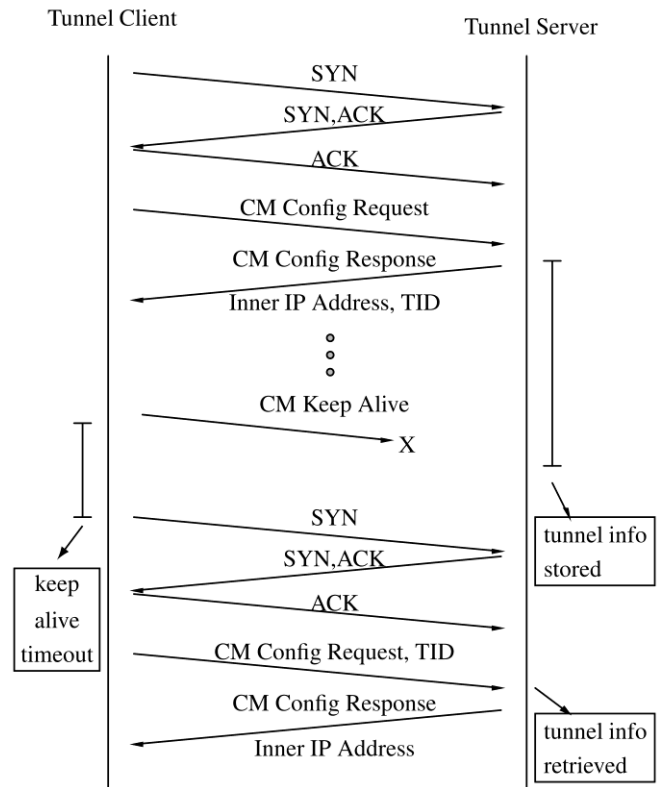 Tunnel Client
Tunnel Server
SYN
SYN,ACK
ACK
CM Config Request
CM Config Response
Inner IP Address, TID
CM Keep Alive
X
SYN
tunnel info
stored
SYN,ACK
keep
alive
timeout
ACK
CM Config Request, TID
CM Config Response
tunnel info
retrieved
Inner IP Address